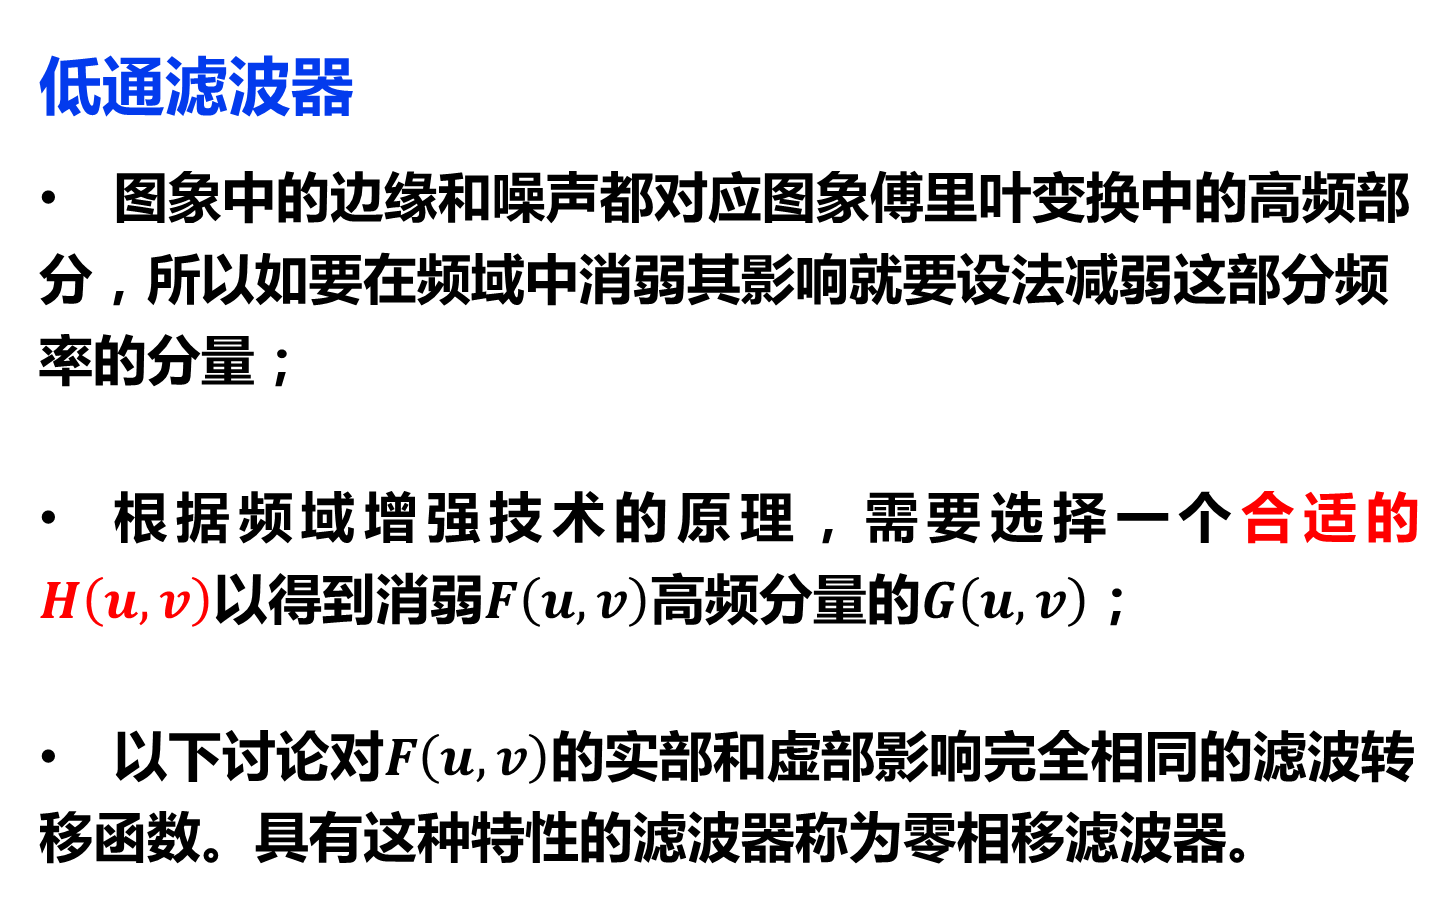 低通滤波器
• 图象中的边缘和噪声都对应图象傅里叶变换中的高频部
分，所以如要在频域中消弱其影响就要设法减弱这部分频
率的分量；
• 根据频域增强技术的原理，需要选择一个合适的
H(u,v)以得到消弱F(u,v)高频分量的G(u,v)；
• 以下讨论对F(u,v)的实部和虚部影响完全相同的滤波转
移函数。具有这种特性的滤波器称为零相移滤波器。